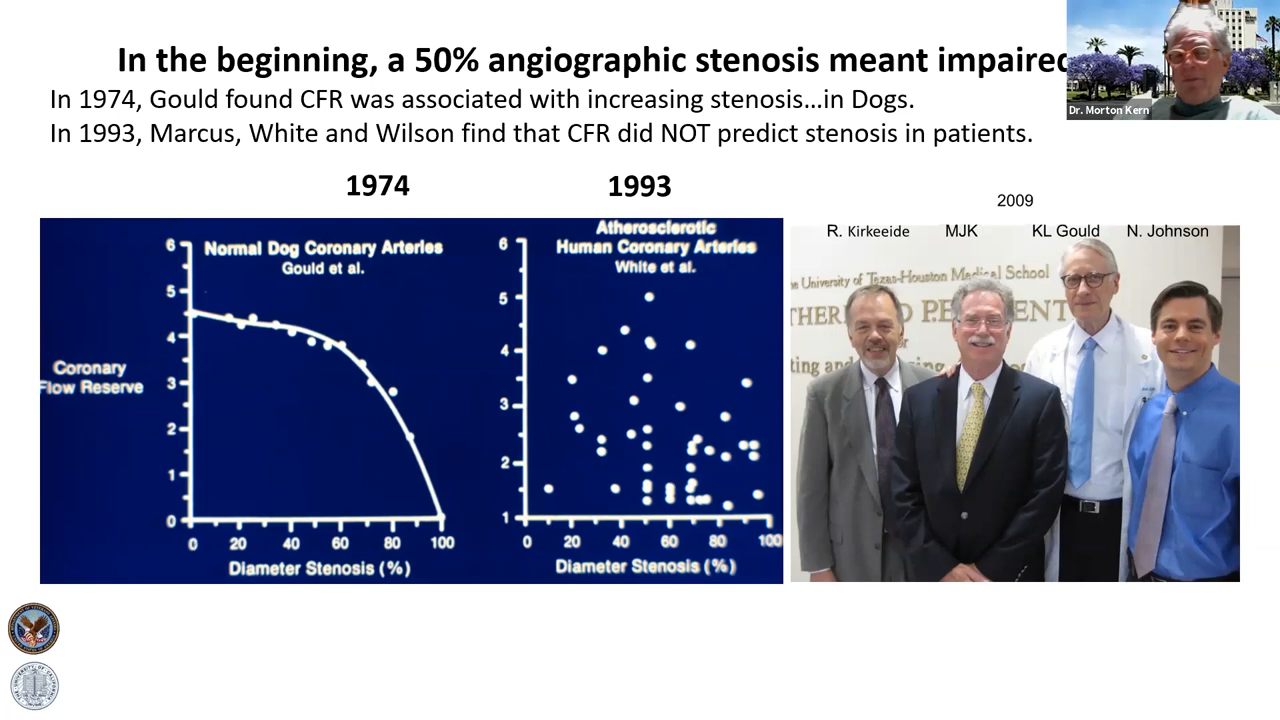 In the beginning, a 50% angiographic stenosis meant impaired
In 1974, Gould found CFR was associated with increasing stenosis…in Dogs.
In 1993, Marcus, White and Wilson find that CFR did NOT predict stenosis in patients.
Dr. Morton Kern
1974
1993
2009
Normal Dog Coronary Arteries
Gould et al.
Coronary
Flow Reserve
6
5
4
3
2
1
0
0 20 40 60 80 100
Diameter Stenosis (%)
Atherosclerotic
Human Coronary Arteries
White et al.
6
5
4
3
2
1
0 20 40 60 80 100
Diameter Stenosis (%)
R. Kirkeeide MJK KL Gould N. Johnson
University of Texas-Houston Medical School